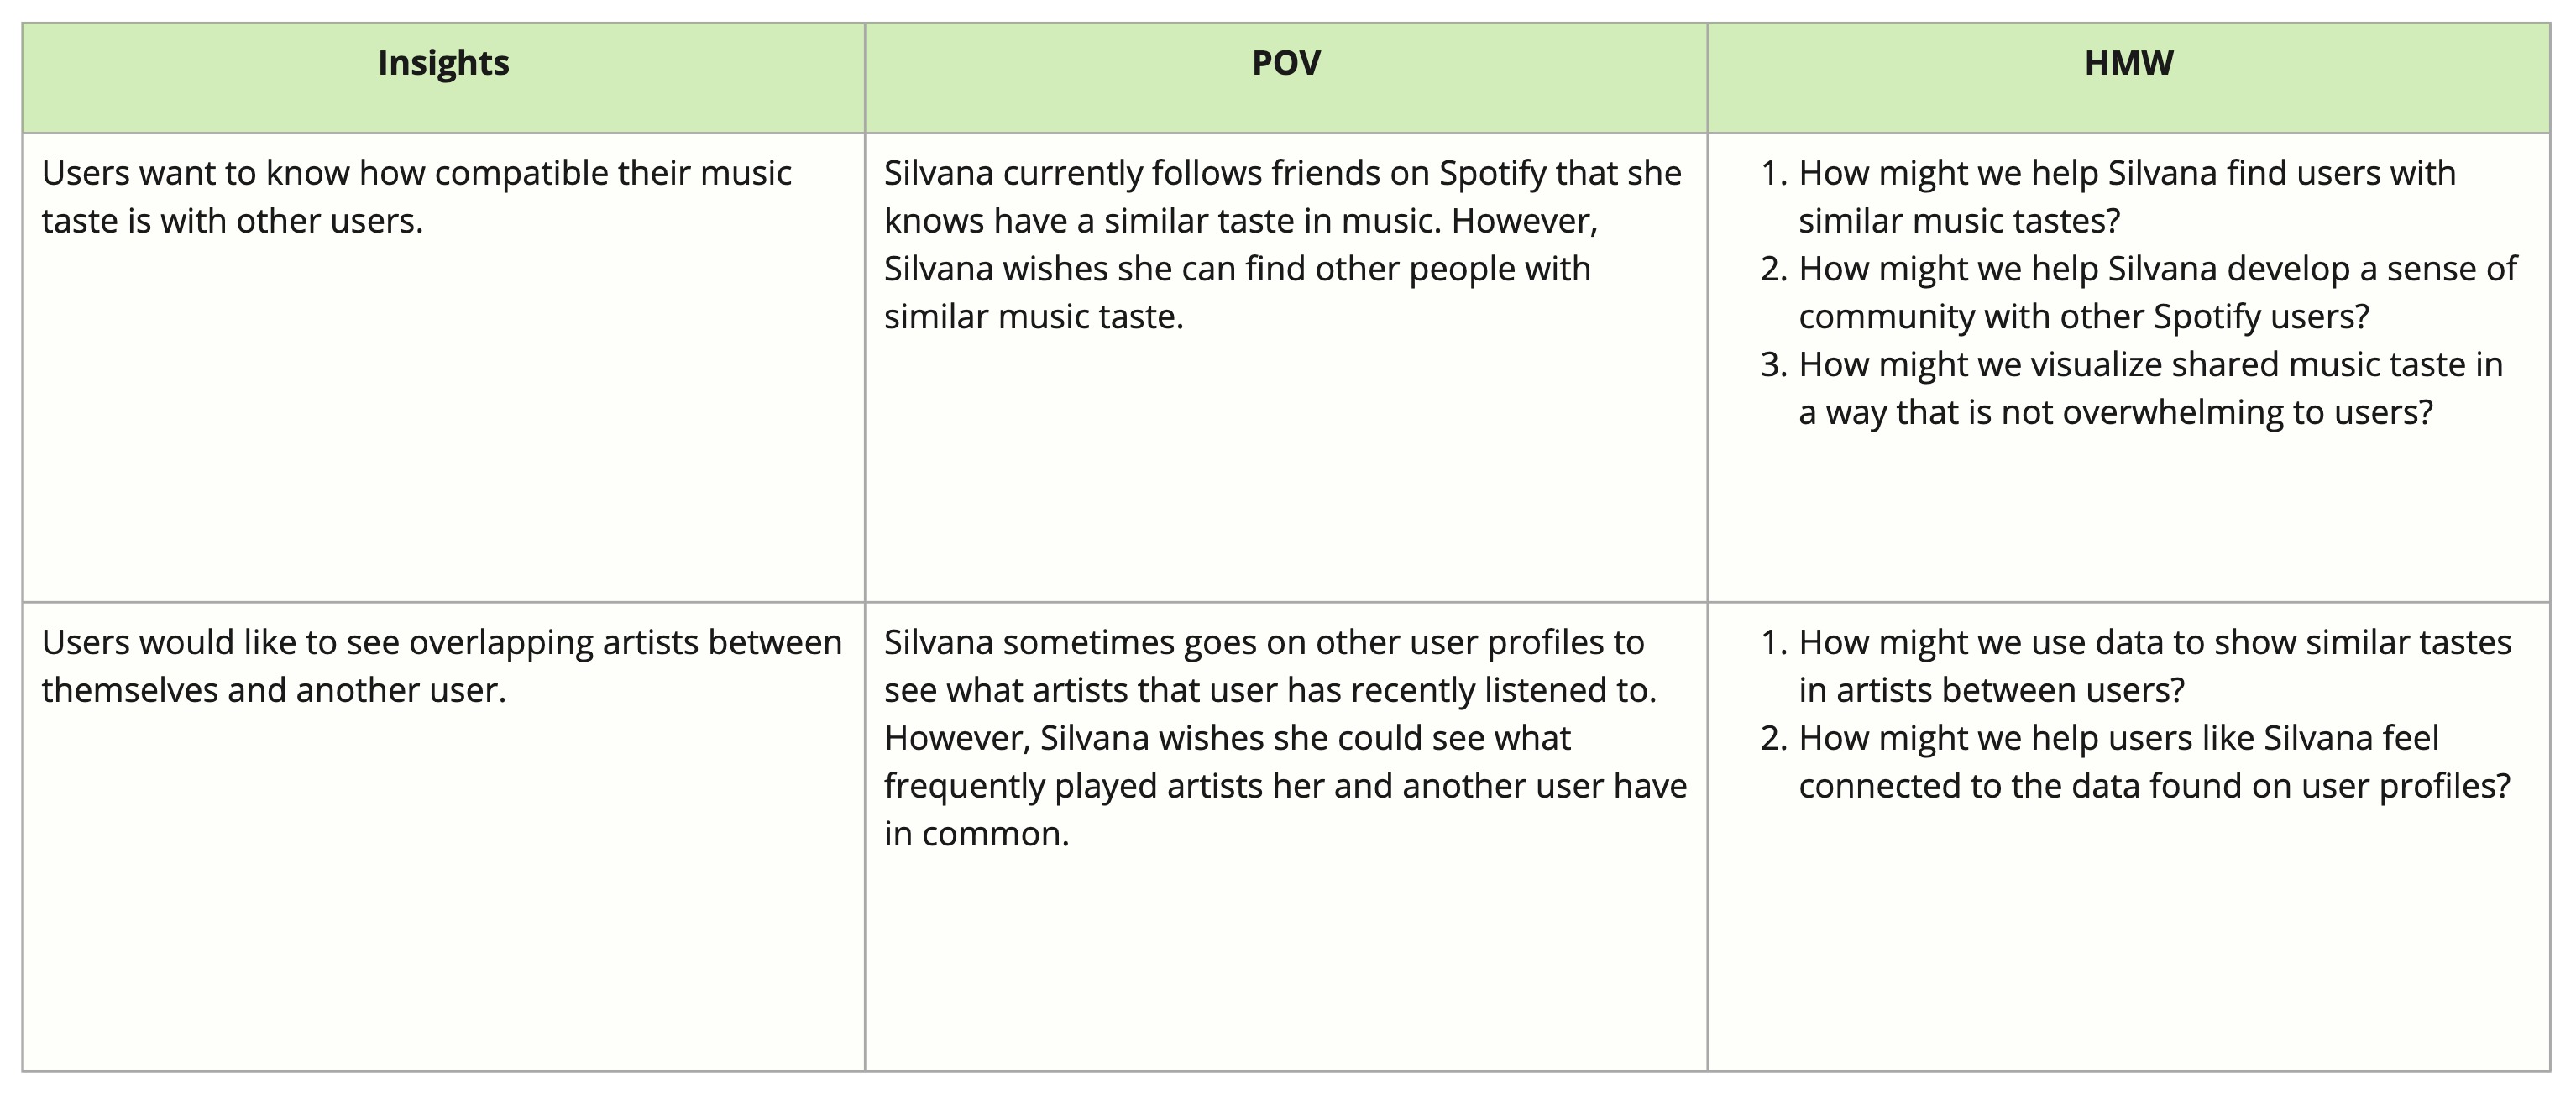 Insights
POV
HMW
Users want to know how compatible their music
taste is with other users.
Silvana currently follows friends on Spotify that she
knows have a similar taste in music. However,
Silvana wishes she can find other people with
similar music taste.
1. How might we help Silvana find users with
similar music tastes?
2. How might we help Silvana develop a sense of
community with other Spotify users?
3. How might we visualize shared music taste in
a way that is not overwhelming to users?
Users would like to see overlapping artists between
themselves and another user.
Silvana sometimes goes on other user profiles to
see what artists that user has recently listened to.
However, Silvana wishes she could see what
frequently played artists her and another user have
in common.
1. How might we use data to show similar tastes
in artists between users?
2. How might we help users like Silvana feel
connected to the data found on user profiles?